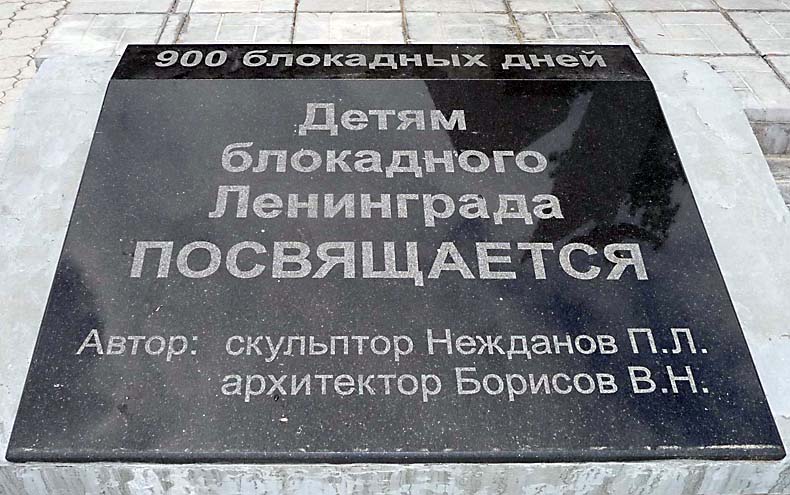 900 блокадных дней
Детям
блокадного
Ленинграда
ПОСВЯЩАЕТСЯ
Автор: скульптор Нежданов П.Л.
архитектор Борисов В.Н.